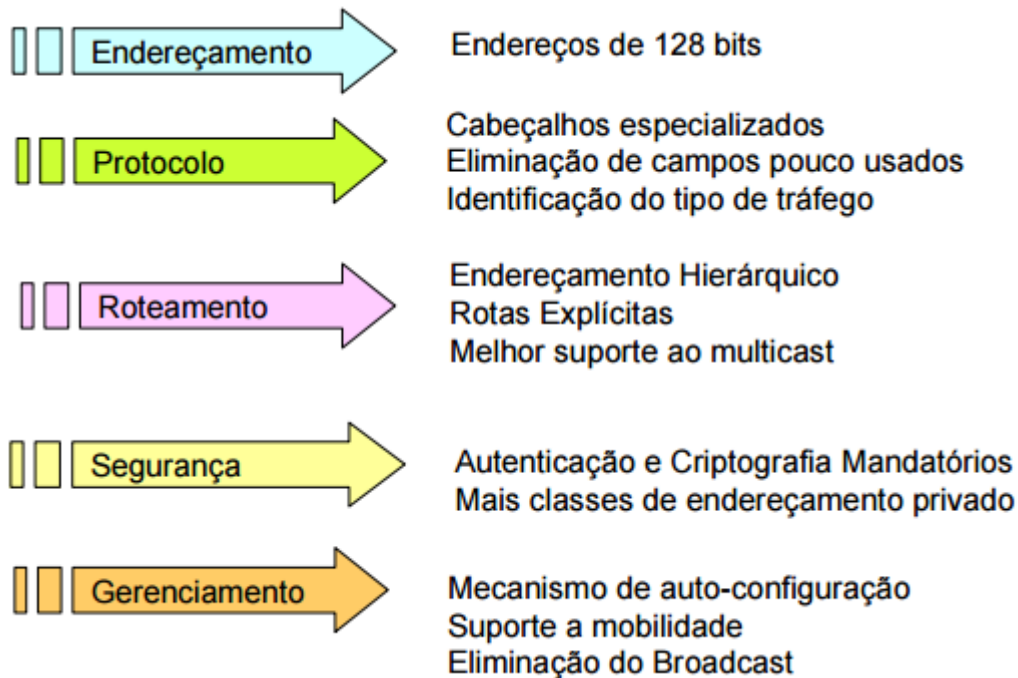 Endereçamento
Endereços de 128 bits
Protocolo
Cabeçalhos especializados
Eliminação de campos pouco usados
Identificação do tipo de tráfego
Roteamento
Endereçamento Hierárquico
Rotas Explícitas
Melhor suporte ao multicast
Segurança
Autenticação e Criptografia Mandatórios
Mais classes de endereçamento privado
Gerenciamento
Mecanismo de auto-configuração
Suporte a mobilidade
Eliminação do Broadcast